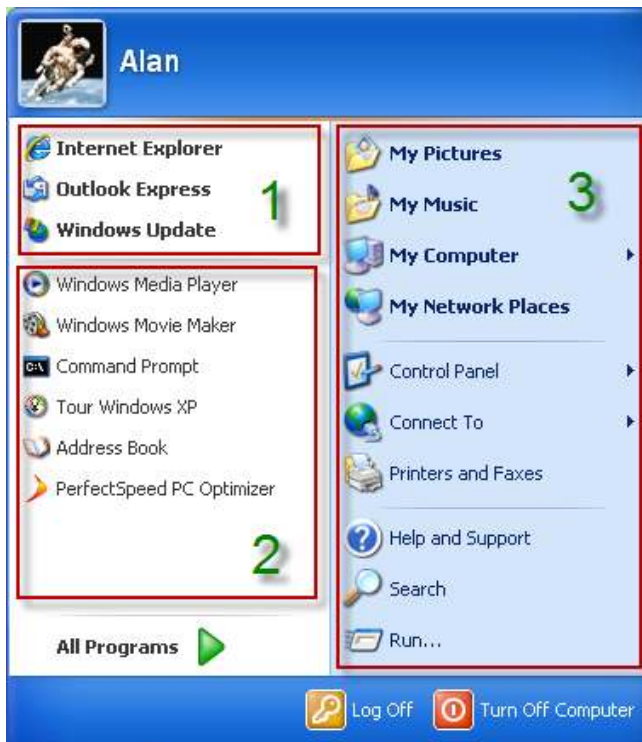 Alan
Internet Explorer
Outlook Express
Windows Update
1
Windows Media Player
Windows Movie Maker
C:\
Command Prompt
Tour Windows XP
Address Book
PerfectSpeed PC Optimizer
2
All Programs
My Pictures
My Music
3
My Computer
My Network Places
Control Panel
Connect To
Printers and Faxes
Help and Support
Search
Run...
Log Off
Turn Off Computer